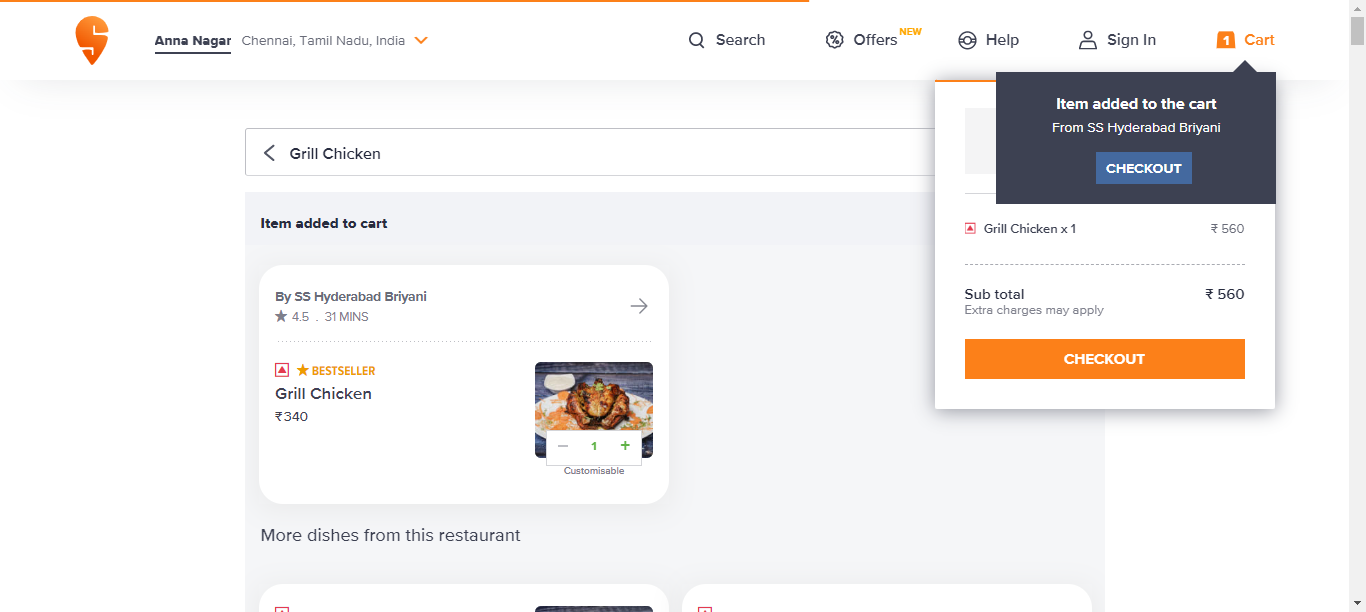 Anna Nagar Chennai, Tamil Nadu, India
Search
Offers NEW
Help
Sign In
1 Cart
Item added to the cart
From SS Hyderabad Briyani
CHECKOUT
Grill Chicken x 1 ₹ 560
Sub total ₹ 560
Extra charges may apply
CHECKOUT
Grill Chicken
Item added to cart
By SS Hyderabad Briyani
4.5 . 31 MINS
BESTSELLER
Grill Chicken
₹340
− 1 +
Customisable
More dishes from this restaurant